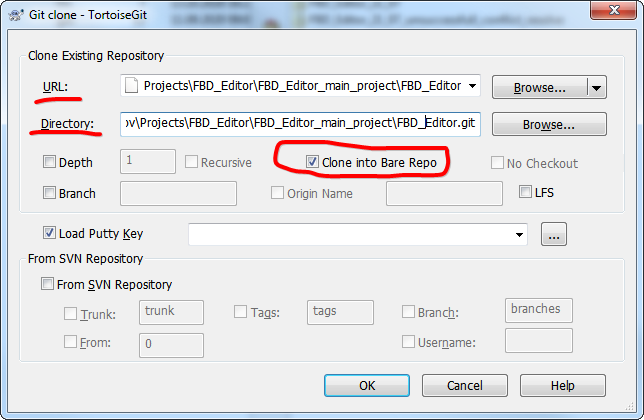 Git clone - TortoiseGit
Clone Existing Repository
URL: Projects\FBD_Editor\FBD_Editor_main_project\FBD_Editor Browse...
Directory: ov\Projects\FBD_Editor\FBD_Editor_main_project\FBD_Editor.git Browse...
Depth 1 Recursive Clone into Bare Repo No Checkout
Branch Origin Name LFS
Load Putty Key ...
From SVN Repository
From SVN Repository
Trunk: trunk Tags: tags Branch: branches
From: 0 Username:
OK Cancel Help